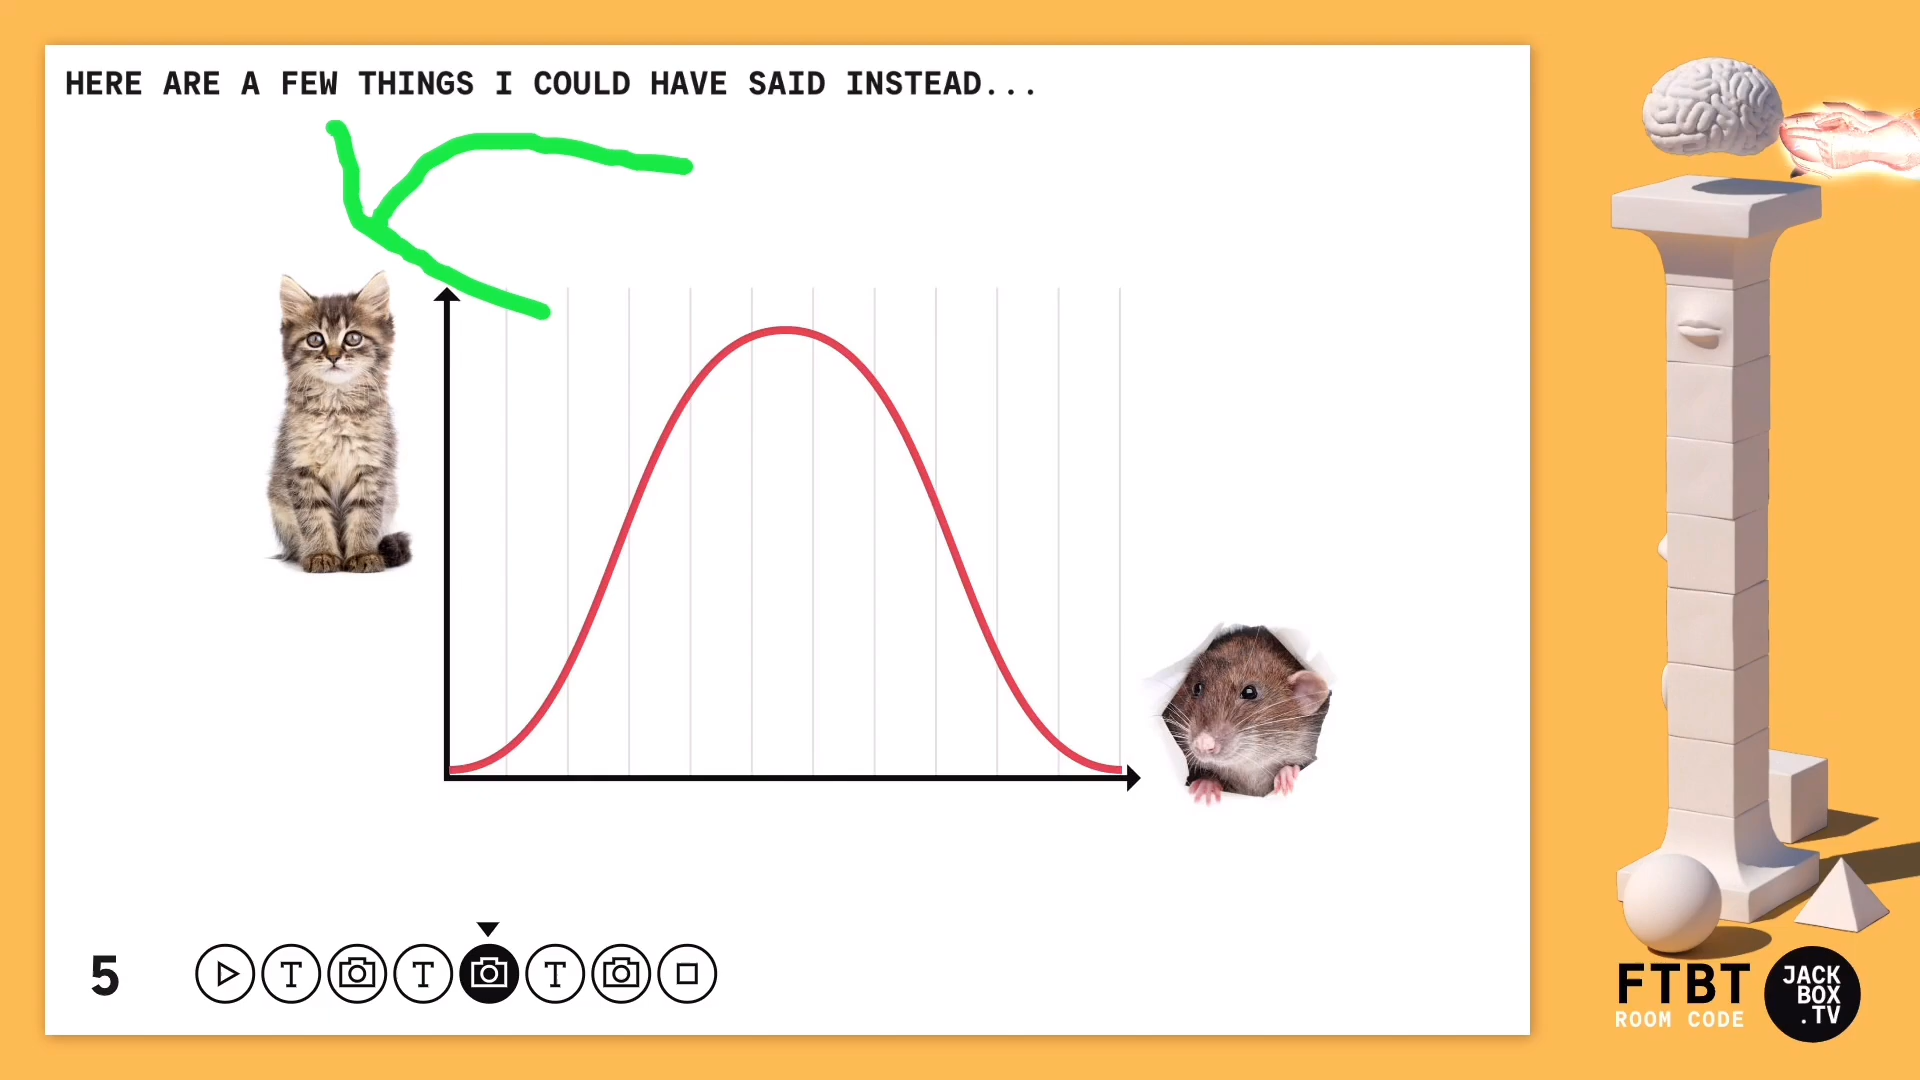 HERE ARE A FEW THINGS I COULD HAVE SAID INSTEAD...
5
T
T
T
FTBT
ROOM CODE
JACK
BOX
.TV